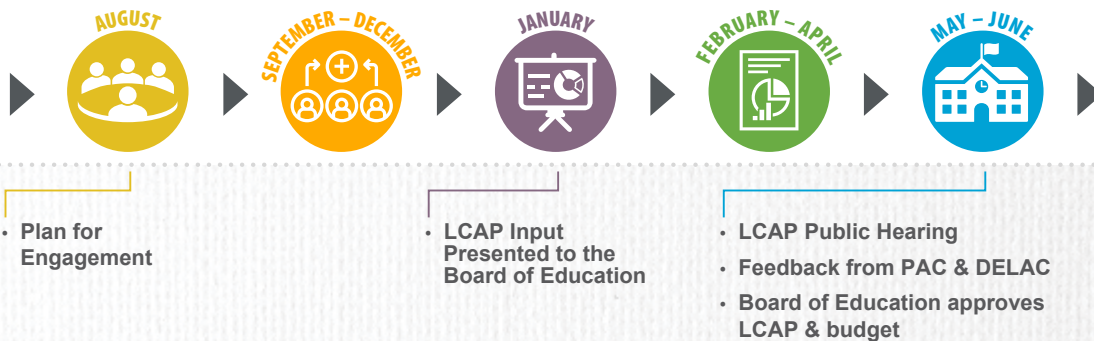 AUGUST
SEPTEMBER – DECEMBER
JANUARY
FEBRUARY – APRIL
MAY – JUNE
• Plan for
Engagement
• LCAP Input
Presented to the
Board of Education
• LCAP Public Hearing
• Feedback from PAC & DELAC
• Board of Education approves
LCAP & budget